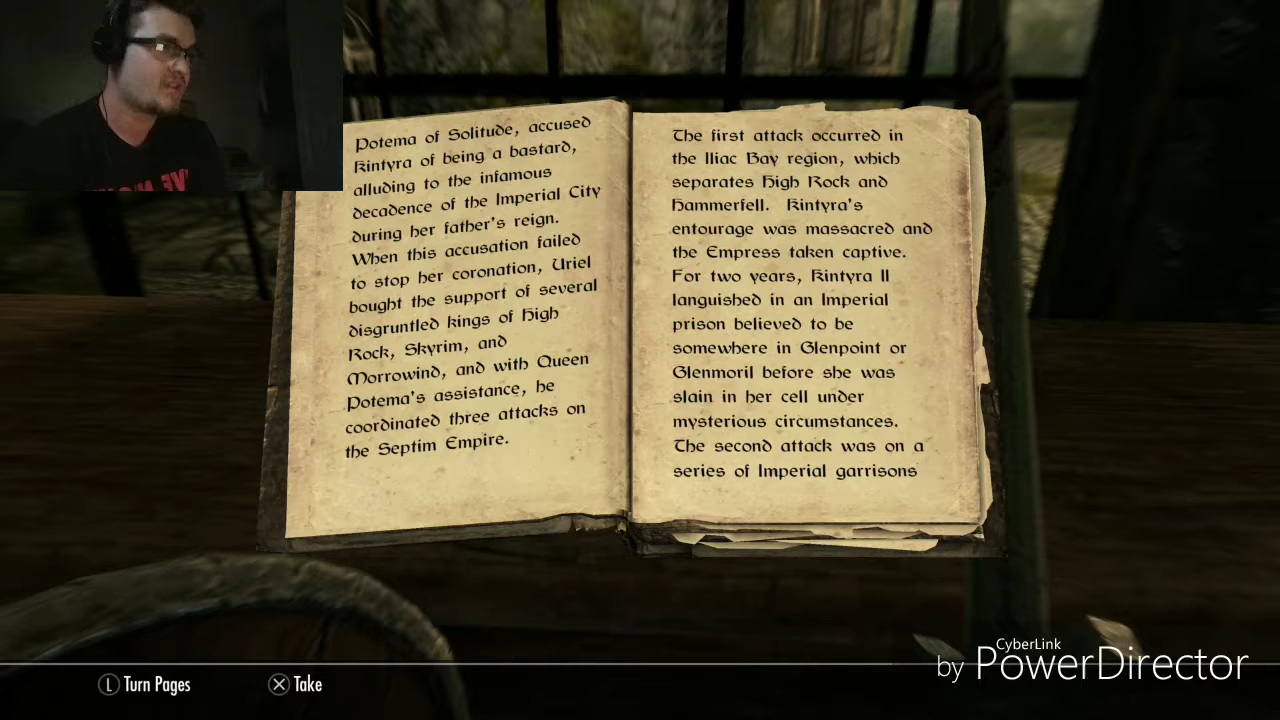 Potema of Solitude, accused
Kintyra of being a bastard,
alluding to the infamous
decadence of the Imperial City
during her father's reign.
When this accusation failed
to stop her coronation, Uriel
bought the support of several
disgruntled kings of High
Rock, Skyrim, and
Morrowind, and with Queen
Potema's assistance, he
coordinated three attacks on
the Septim Empire.
The first attack occurred in
the Iliac Bay region, which
separates High Rock and
Hammerfell. Kintyra's
entourage was massacred and
the Empress taken captive.
For two years, Kintyra II
languished in an Imperial
prison believed to be
somewhere in Glenpoint or
Glenmoril before she was
slain in her cell under
mysterious circumstances.
The second attack was on a
series of Imperial garrisons
L Turn Pages
X Take
CyberLink
by PowerDirector